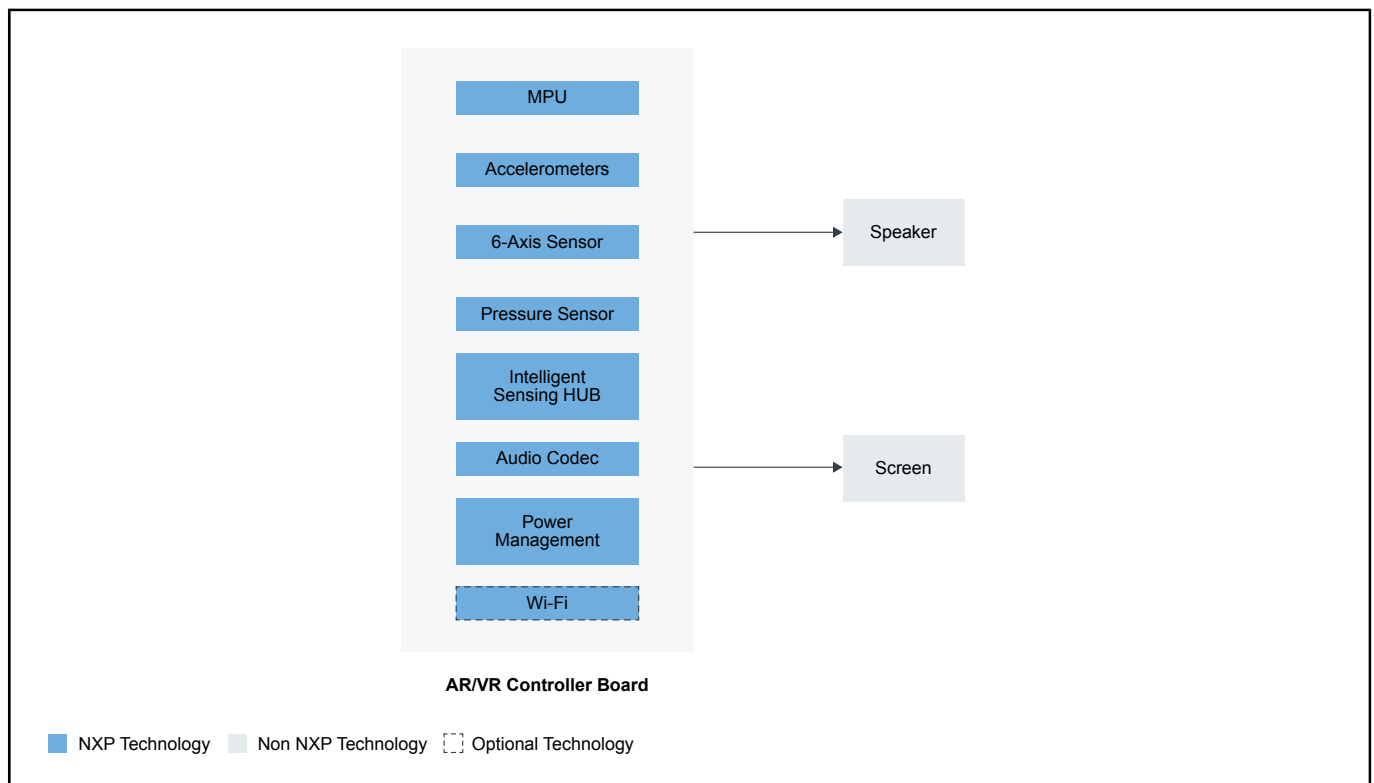 MPU
Accelerometers
6-Axis Sensor
Pressure Sensor
Intelligent
Sensing HUB
Audio Codec
Power
Management
Wi-Fi
Speaker
Screen
AR/VR Controller Board
NXP Technology
Non NXP Technology
Optional Technology